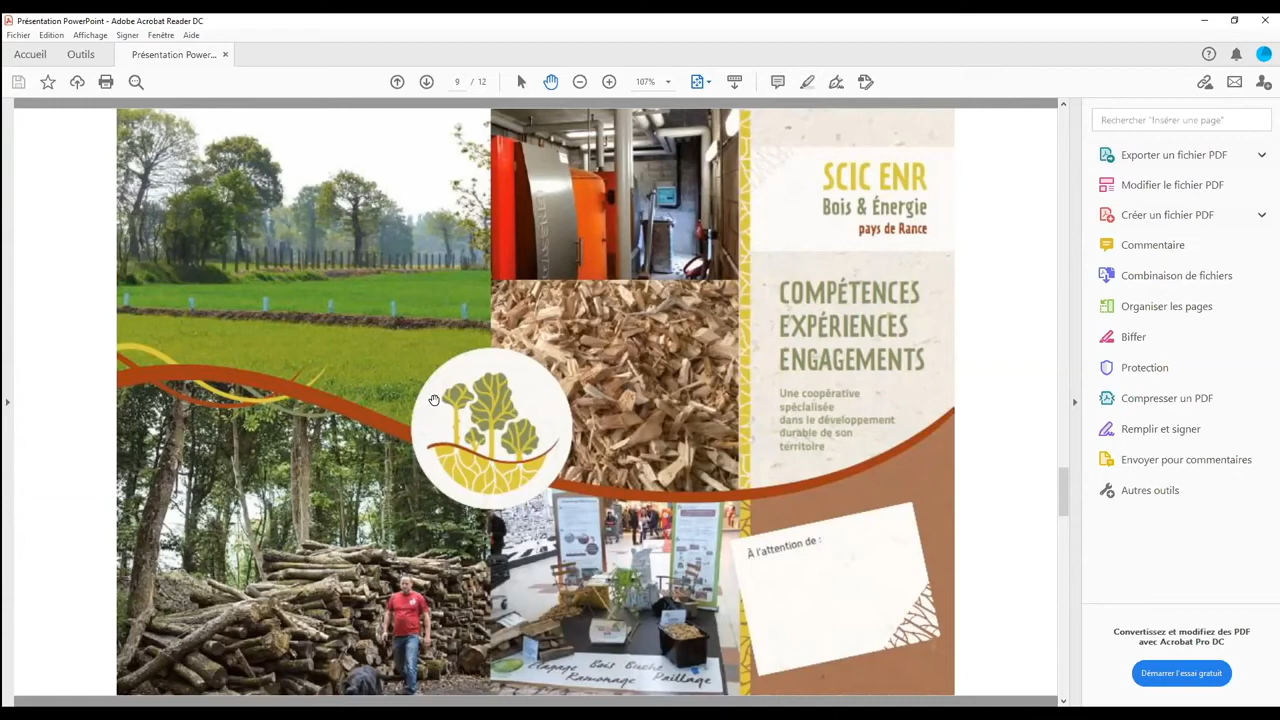 Présentation PowerPoint - Adobe Acrobat Reader DC
Fichier Edition Affichage Signer Fenêtre Aide
Accueil Outils Présentation Power... ×
9 / 12 107%
Rechercher "Insérer une page"
Exporter un fichier PDF
Modifier le fichier PDF
Créer un fichier PDF
Commentaire
Combinaison de fichiers
Organiser les pages
Biffer
Protection
Compresser un PDF
Remplir et signer
Envoyer pour commentaires
Autres outils
Convertissez et modifiez des PDF
avec Acrobat Pro DC
Démarrer l'essai gratuit
SCIC ENR
Bois & Énergie
pays de Rance
COMPÉTENCES
EXPÉRIENCES
ENGAGEMENTS
Une coopérative
spécialisée
dans le développement
durable de son
territoire
À l'attention de :
Elagage Bois Buche
Ramonage Paillage